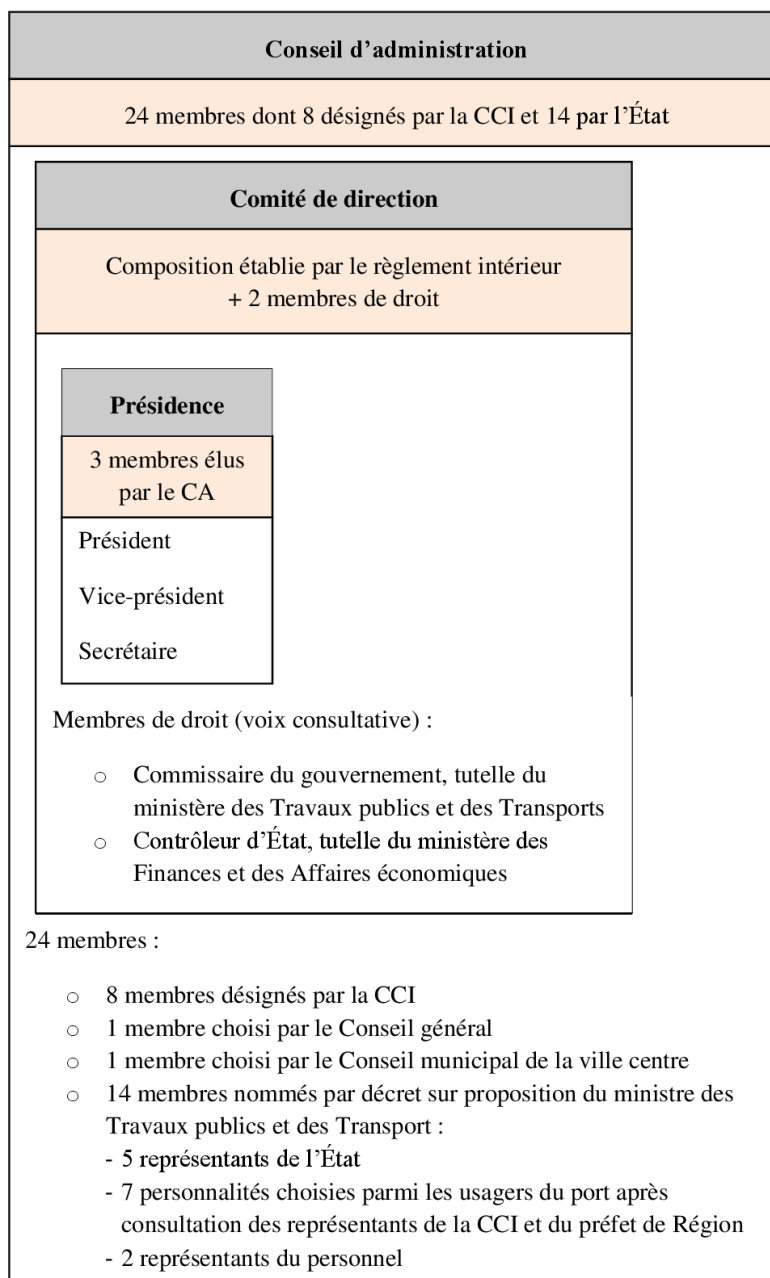 Conseil d’administration
24 membres dont 8 désignés par la CCI et 14 par l’État
Comité de direction
Composition établie par le règlement intérieur
+ 2 membres de droit
Présidence
3 membres élus
par le CA
Président
Vice-président
Secrétaire
Membres de droit (voix consultative) :
○ Commissaire du gouvernement, tutelle du
ministère des Travaux publics et des Transports
○ Contrôleur d’État, tutelle du ministère des
Finances et des Affaires économiques
24 membres :
○ 8 membres désignés par la CCI
○ 1 membre choisi par le Conseil général
○ 1 membre choisi par le Conseil municipal de la ville centre
○ 14 membres nommés par décret sur proposition du ministre des
Travaux publics et des Transport :
- 5 représentants de l’État
- 7 personnalités choisies parmi les usagers du port après
consultation des représentants de la CCI et du préfet de Région
- 2 représentants du personnel